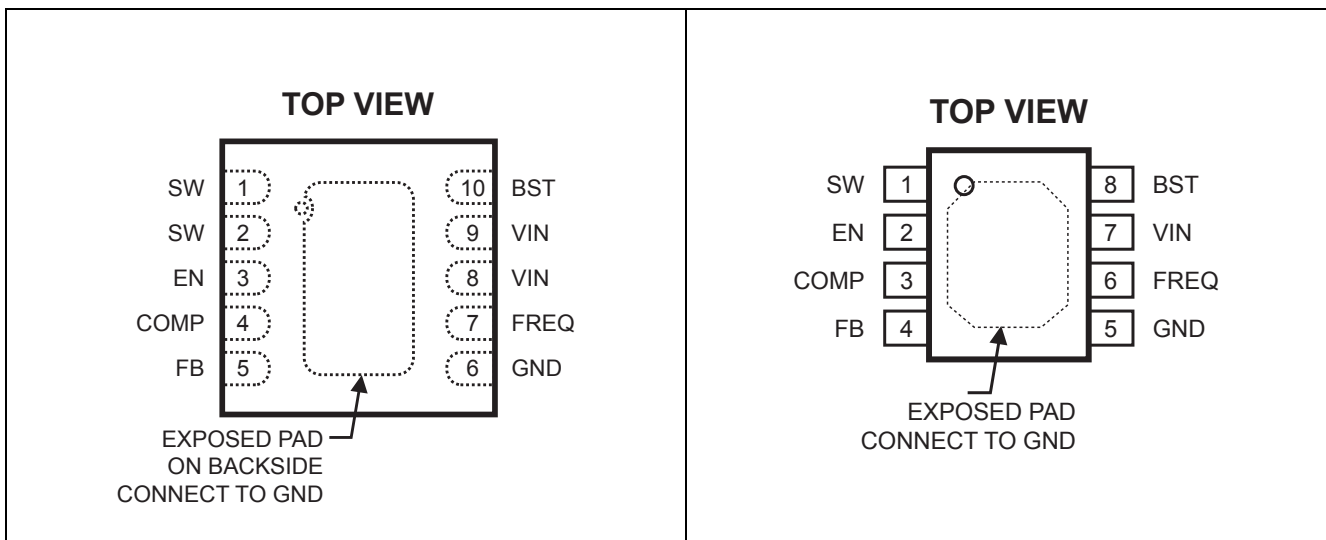 TOP VIEW
SW 1 10 BST
SW 2 9 VIN
EN 3 8 VIN
COMP 4 7 FREQ
FB 5 6 GND
EXPOSED PAD
ON BACKSIDE
CONNECT TO GND
TOP VIEW
SW 1 8 BST
EN 2 7 VIN
COMP 3 6 FREQ
FB 4 5 GND
EXPOSED PAD
CONNECT TO GND